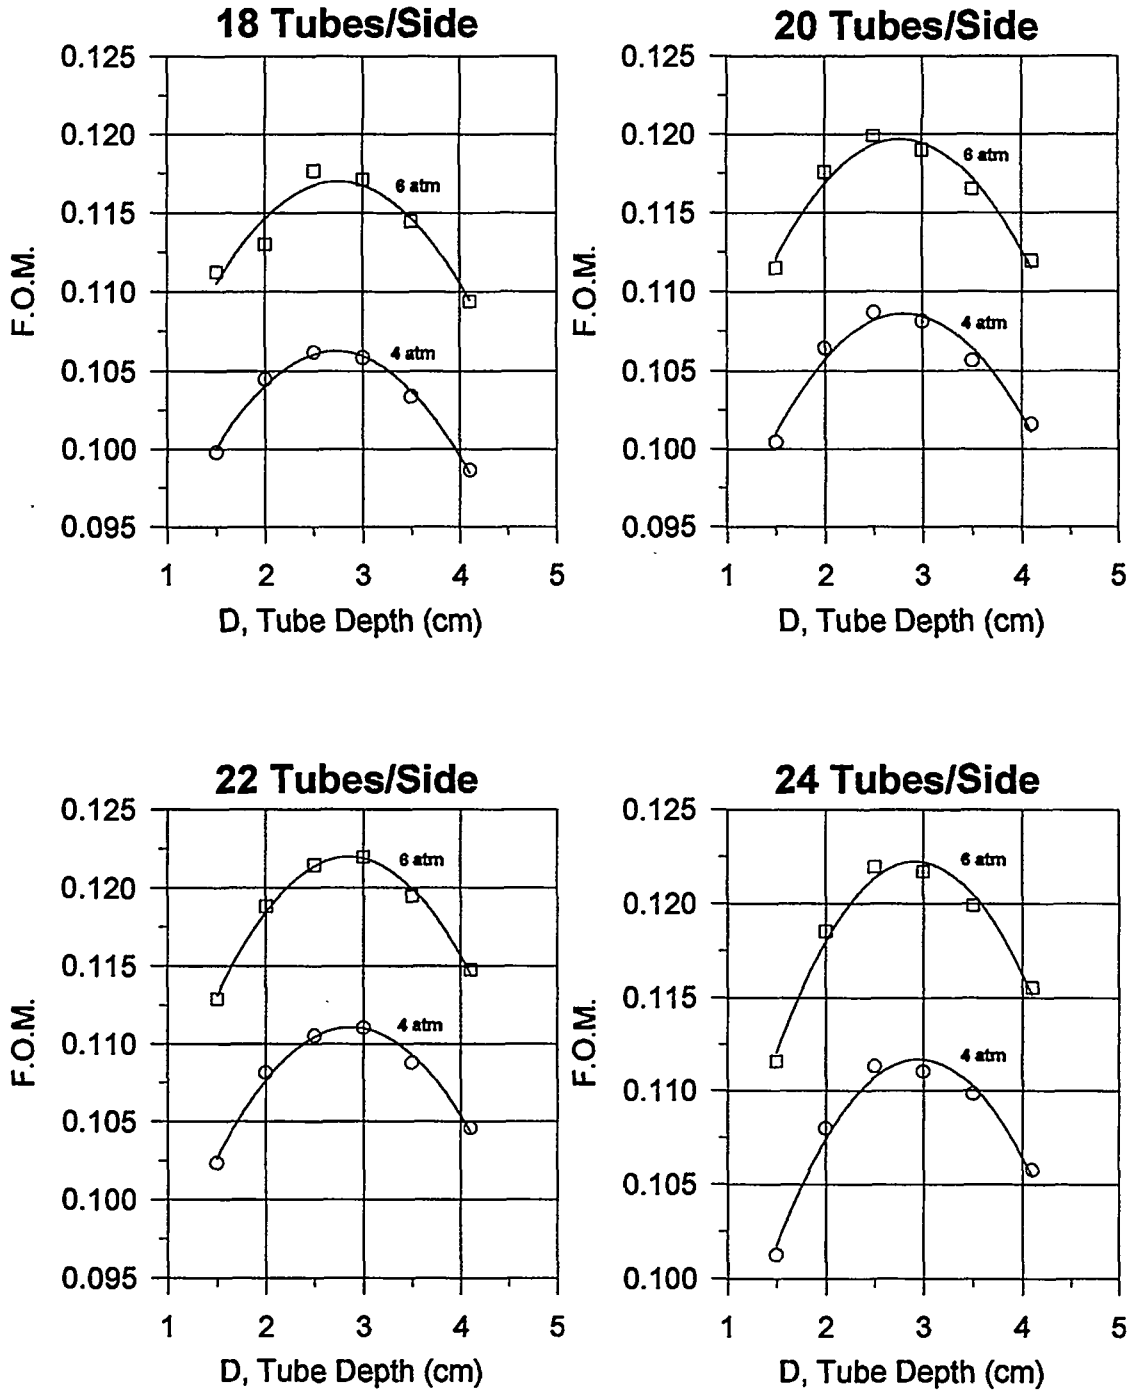 18 Tubes/Side
0.125
0.120
0.115
0.110
0.105
0.100
0.095
F.O.M.
6 atm
4 atm
1 2 3 4 5
D, Tube Depth (cm)
20 Tubes/Side
0.125
0.120
0.115
0.110
0.105
0.100
0.095
F.O.M.
6 atm
4 atm
1 2 3 4 5
D, Tube Depth (cm)
22 Tubes/Side
0.125
0.120
0.115
0.110
0.105
0.100
0.095
F.O.M.
6 atm
4 atm
1 2 3 4 5
D, Tube Depth (cm)
24 Tubes/Side
0.125
0.120
0.115
0.110
0.105
0.100
F.O.M.
6 atm
4 atm
1 2 3 4 5
D, Tube Depth (cm)